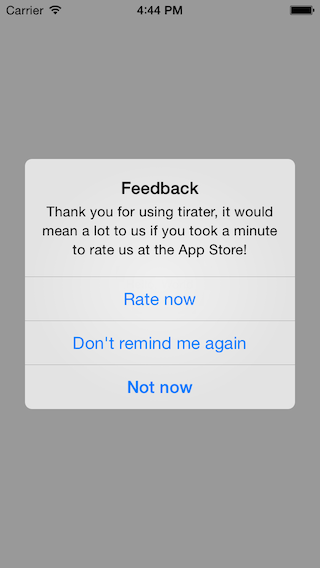 Carrier 4:44 PM
Feedback
Thank you for using tirater, it would
mean a lot to us if you took a minute
to rate us at the App Store!
Rate now
Don't remind me again
Not now